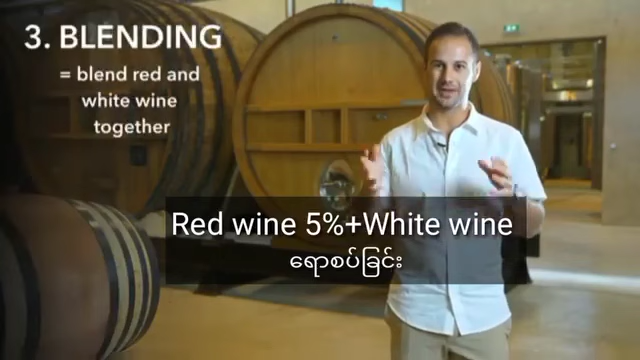 3. BLENDING
= blend red and
white wine
together
Red wine 5%+White wine
ရောစပ်ခြင်း